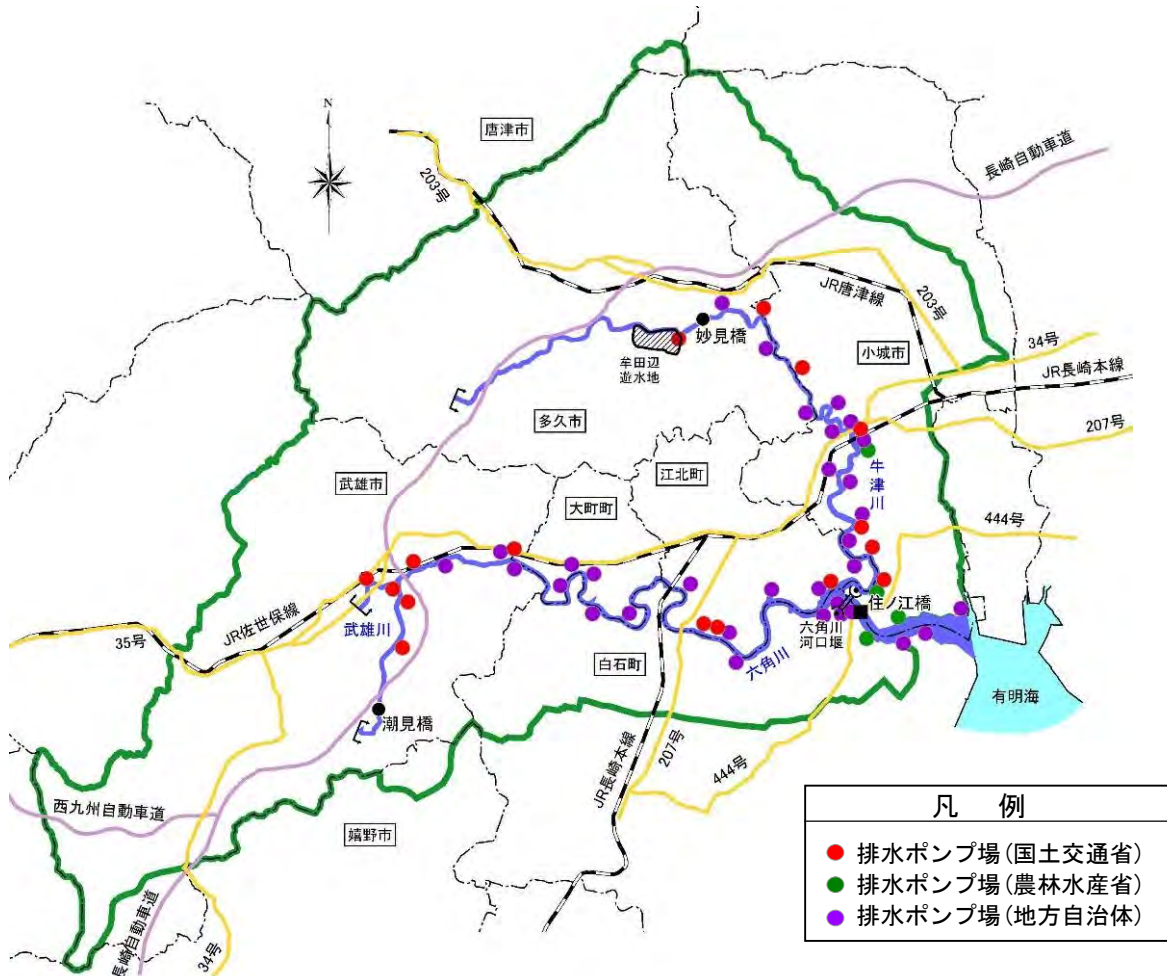 N
唐津市
203号
長崎自動車道
JR唐津線
203号
妙見橋
小城市
34号
牟田辺
遊水地
JR長崎本線
207号
多久市
江北町
牛津川
武雄市
大町町
444号
住ノ江橋
JR佐世保線
武雄川
六角川
河口堰
35号
白石町
六角川
有明海
潮見橋
207号
444号
JR長崎本線
西九州自動車道
嬉野市
長崎自動車道
34号
凡 例
排水ポンプ場(国土交通省)
排水ポンプ場(農林水産省)
排水ポンプ場(地方自治体)